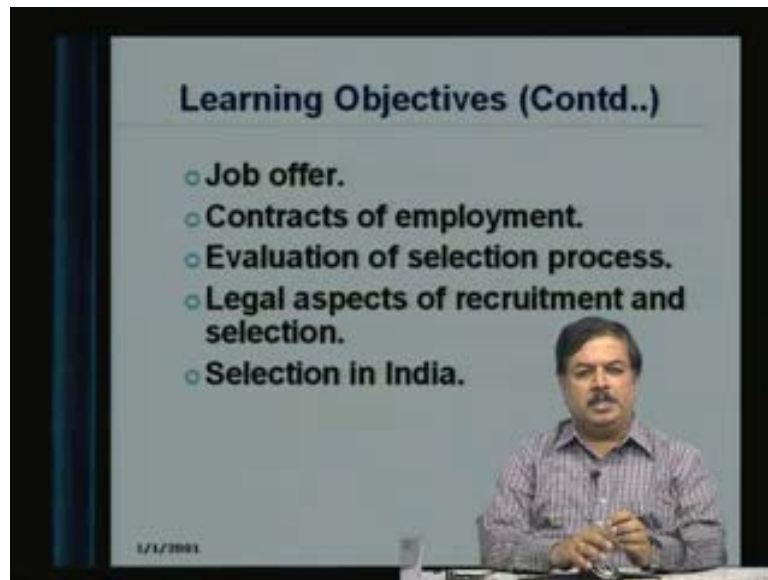 Learning Objectives (Contd..)
Job offer.
Contracts of employment.
Evaluation of selection process.
Legal aspects of recruitment and
selection.
Selection in India.
1/1/2003